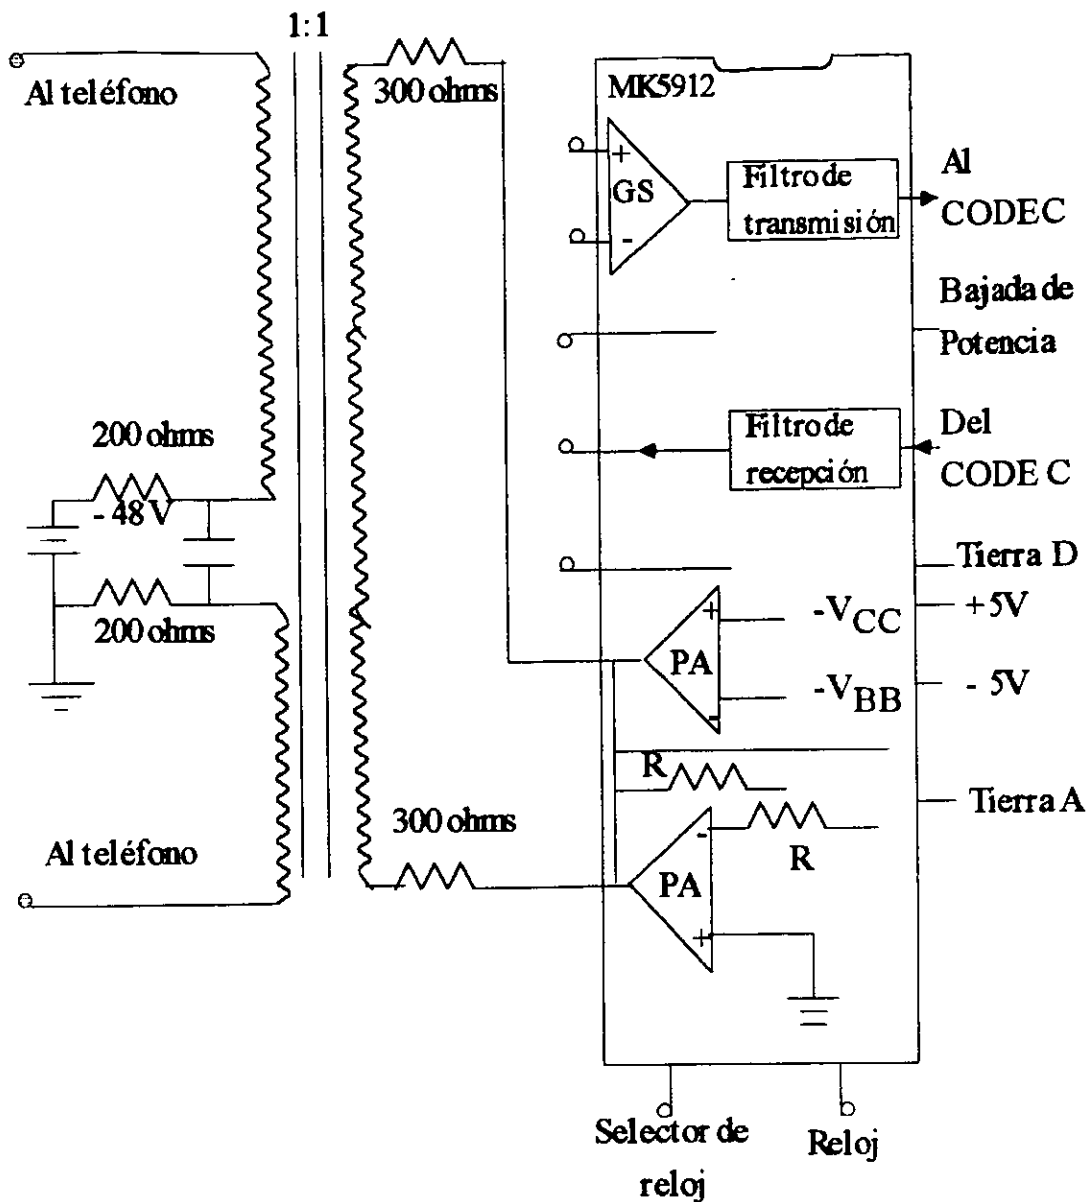 1:1
Al teléfono
300 ohms
MK5912
+
GS
-
Filtro de
transmisión
Al
CODEC
Bajada de
Potencia
200 ohms
- 48 V
200 ohms
Filtro de
recepción
Del
CODEC
Tierra D
+
PA
-
-VCC
+5V
-VBB
- 5V
R
Tierra A
R
300 ohms
-
PA
+
Al teléfono
Selector de
reloj
Reloj